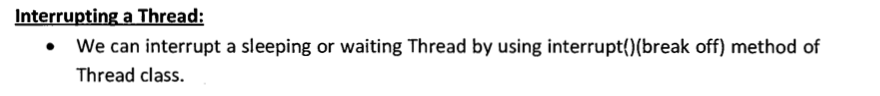 Interrupting a Thread:
• We can interrupt a sleeping or waiting Thread by using interrupt()(break off) method of
Thread class.